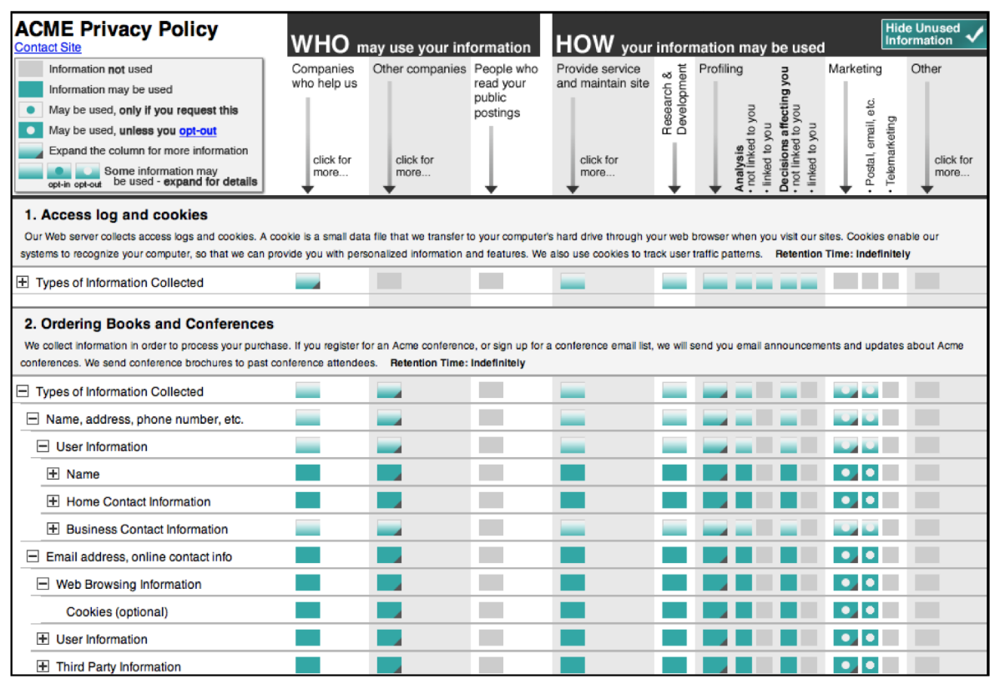 ACME Privacy Policy
Contact Site
Information not used
Information may be used
May be used, only if you request this
May be used, unless you opt-out
Expand the column for more information
Some information may
be used - expand for details
opt-in opt-out
WHO may use your information
HOW your information may be used
Hide Unused
Information
Companies
who help us
click for
more...
Other companies
click for
more...
People who
read your
public
postings
Provide service
and maintain site
click for
more...
Research &
Development
Profiling
Analysis
• not linked to you
• linked to you
Decisions affecting you
• not linked to you
• linked to you
Marketing
• Postal, email, etc.
• Telemarketing
Other
click for
more...
1. Access log and cookies
Our Web server collects access logs and cookies. A cookie is a small data file that we transfer to your computer's hard drive through your web browser when you visit our sites. Cookies enable our
systems to recognize your computer, so that we can provide you with personalized information and features. We also use cookies to track user traffic patterns. Retention Time: Indefinitely
Types of Information Collected
2. Ordering Books and Conferences
We collect information in order to process your purchase. If you register for an Acme conference, or sign up for a conference email list, we will send you email announcements and updates about Acme
conferences. We send conference brochures to past conference attendees. Retention Time: Indefinitely
Types of Information Collected
Name, address, phone number, etc.
User Information
Name
Home Contact Information
Business Contact Information
Email address, online contact info
Web Browsing Information
Cookies (optional)
User Information
Third Party Information